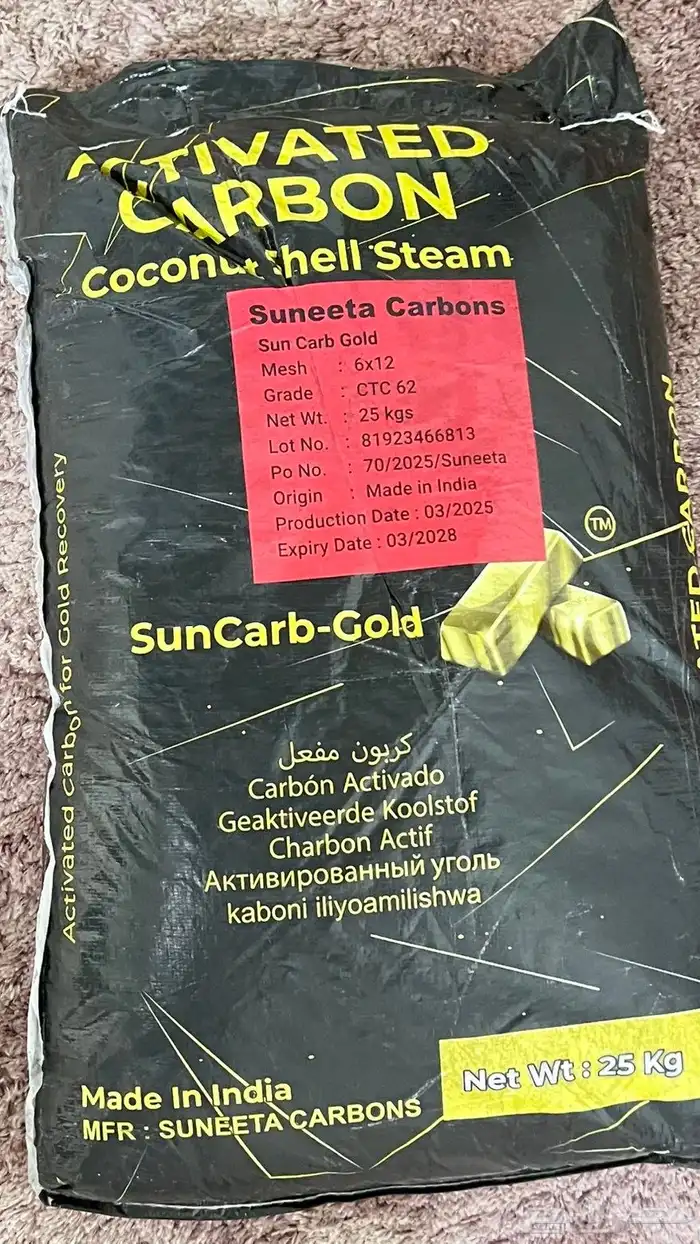 ACTIVATED
CARBON
Coconut Shell Steam
Suneeta Carbons
Sun Carb Gold
Mesh : 6x12
Grade : CTC 62
Net Wt. : 25 kgs
Lot No. : 81923466813
Po No. : 70/2025/Suneeta
Origin : Made in India
Production Date : 03/2025
Expiry Date : 03/2028
TM
SunCarb-Gold
كربون مفعل
Carbón Activado
Geaktiveerde Koolstof
Charbon Actif
Активированный уголь
kaboni iliyoamilishwa
Activated carbon for Gold Recovery
Net Wt : 25 Kg
Made In India
MFR : SUNEETA CARBONS